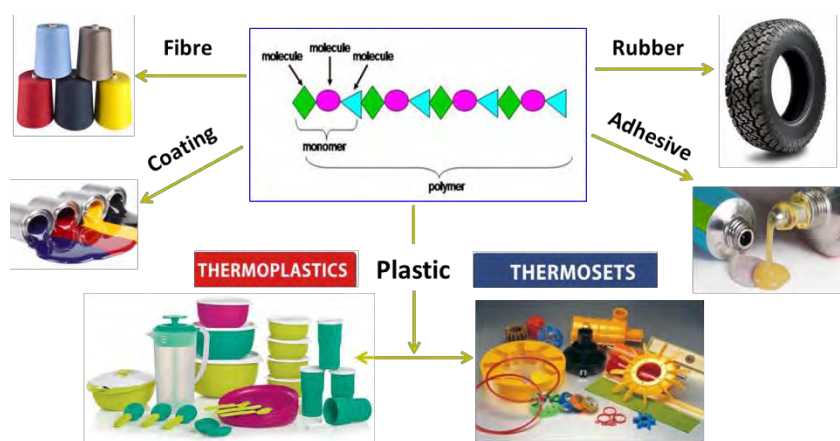 Fibre
molecule
molecule
molecule
Rubber
monomer
polymer
Coating
Adhesive
THERMOPLASTICS
Plastic
THERMOSETS